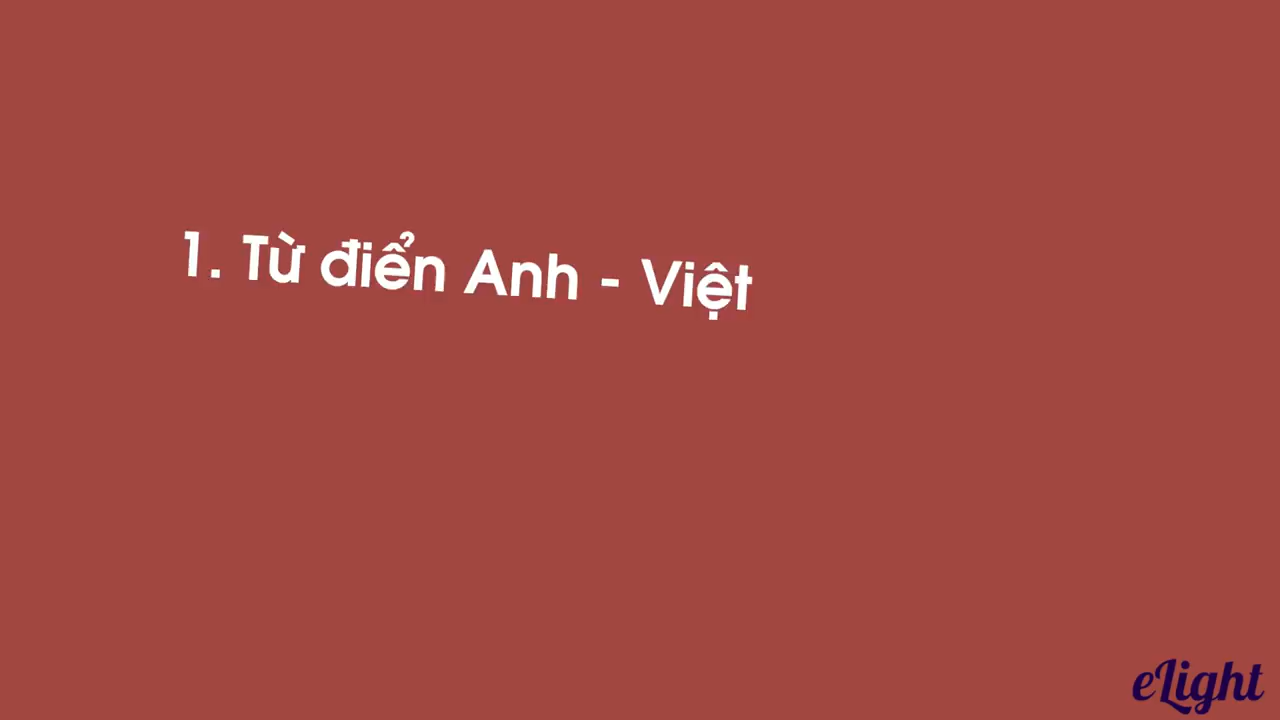 1. Từ điển Anh - Việt
eLight